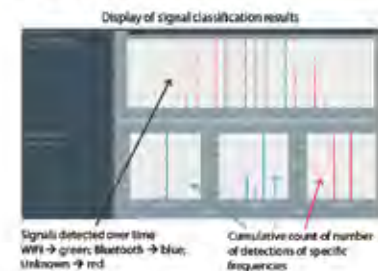 Display of signal classification results
Signals detected over time
WiFi → green; Bluetooth → blue;
Unknown → red
Cumulative count of number
of detections of specific
frequencies